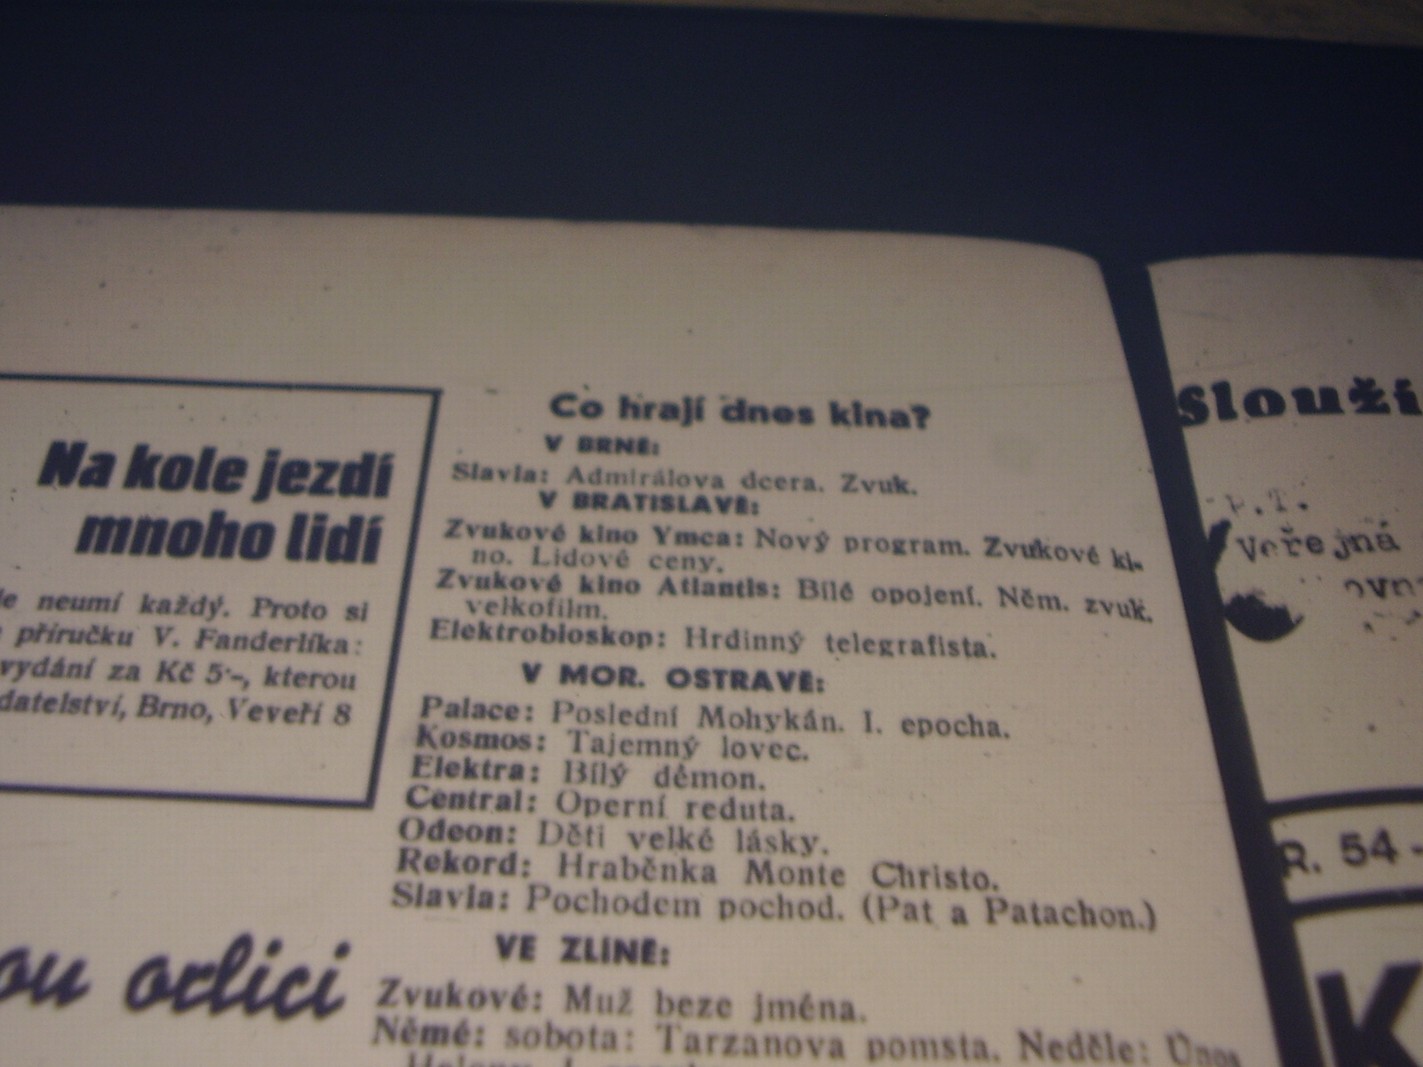 Na kole jezdí
mnoho lidí
neumí každý. Proto si
příručku V. Fanderlíka:
vydání za Kč 5·-, kterou
datelství, Brno, Veveří 8
orlici
Co hrají dnes kina?
V BRNĚ:
Slavia: Admirálova dcera. Zvuk.
V BRATISLAVĚ:
Zvukové kino Ymca: Nový program. Zvukové ki-
no. Lidové ceny.
Zvukové kino Atlantis: Bílé opojení. Něm. zvuk.
velkofilm.
Elektrobioskop: Hrdinný telegrafista.
V MOR. OSTRAVĚ:
Palace: Poslední Mohykán. I. epocha.
Kosmos: Tajemný lovec.
Elektra: Bílý démon.
Central: Operní reduta.
Odeon: Děti velké lásky.
Rekord: Hraběnka Monte Christo.
Slavia: Pochodem pochod. (Pat a Patachon.)
VE ZLÍNĚ:
Zvukové: Muž beze jména.
Němé: sobota: Tarzanova pomsta. Neděle: Únos
slouží
P.T.
Veřejná
R. 54 -
K